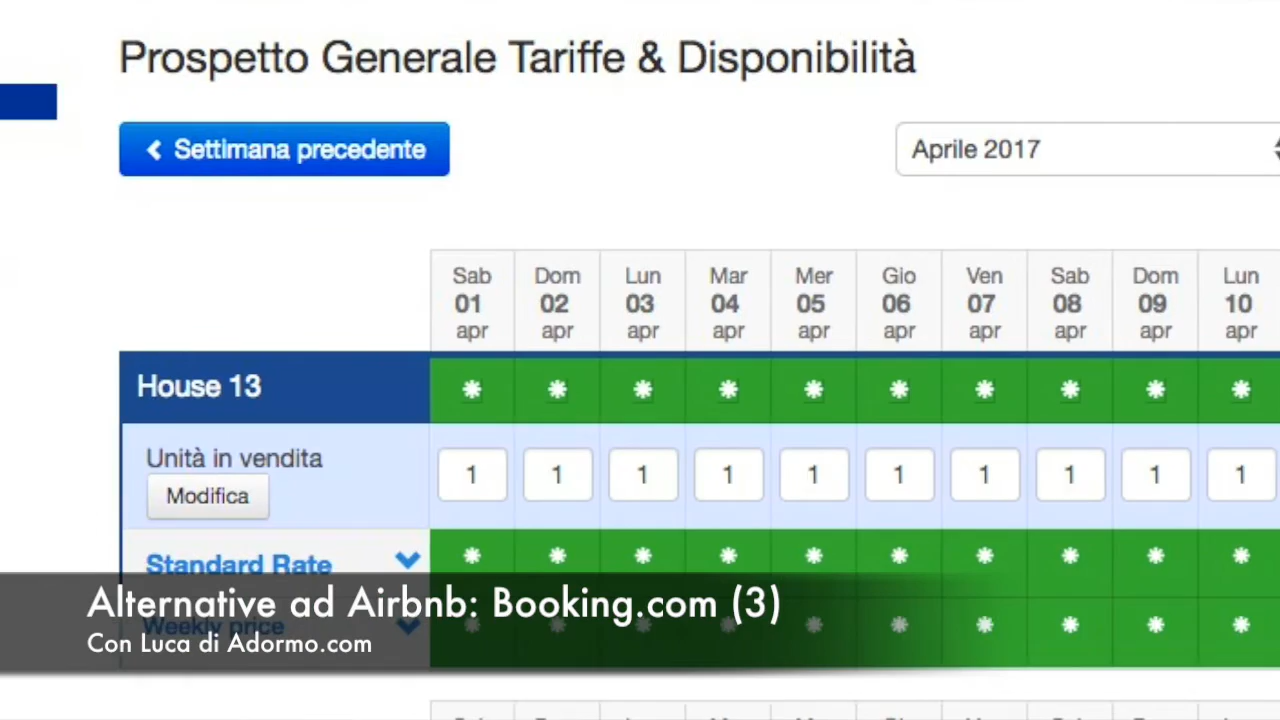 Prospetto Generale Tariffe & Disponibilità
Settimana precedente
Aprile 2017
Sab Dom Lun Mar Mer Gio Ven Sab Dom Lun
01 02 03 04 05 06 07 08 09 10
apr apr apr apr apr apr apr apr apr apr
House 13
Unità in vendita
1 1 1 1 1 1 1 1 1 1
Modifica
Standard Rate
Alternative ad Airbnb: Booking.com (3)
Weekly price
Con Luca di Adormo.com